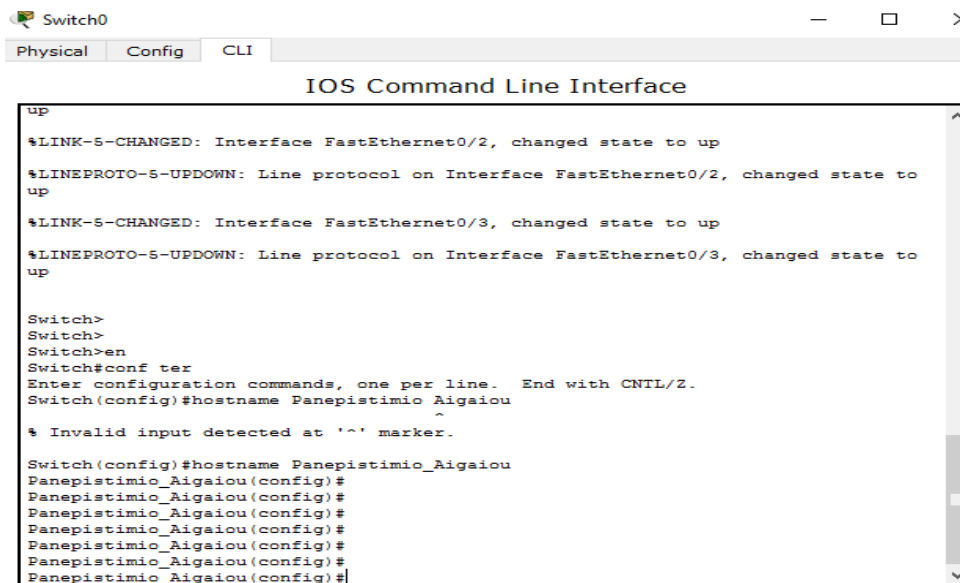 Switch0
Physical Config CLI
IOS Command Line Interface
up
%LINK-5-CHANGED: Interface FastEthernet0/2, changed state to up
%LINEPROTO-5-UPDOWN: Line protocol on Interface FastEthernet0/2, changed state to
up
%LINK-5-CHANGED: Interface FastEthernet0/3, changed state to up
%LINEPROTO-5-UPDOWN: Line protocol on Interface FastEthernet0/3, changed state to
up
Switch>
Switch>
Switch>en
Switch#conf ter
Enter configuration commands, one per line.  End with CNTL/Z.
Switch(config)#hostname Panepistimio Aigaiou
^
% Invalid input detected at '^' marker.
Switch(config)#hostname Panepistimio_Aigaiou
Panepistimio_Aigaiou(config)#
Panepistimio_Aigaiou(config)#
Panepistimio_Aigaiou(config)#
Panepistimio_Aigaiou(config)#
Panepistimio_Aigaiou(config)#
Panepistimio_Aigaiou(config)#
Panepistimio_Aigaiou(config)#